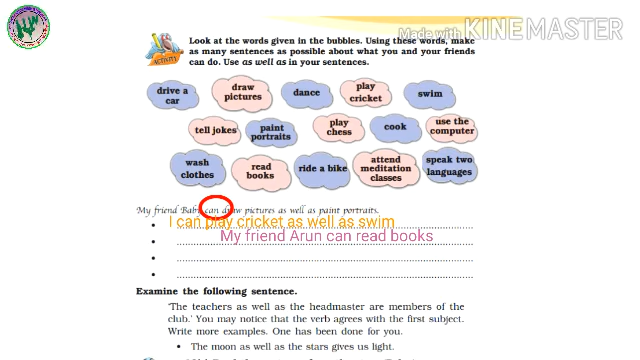 Made with KINEMASTER
Look at the words given in the bubbles. Using these words, make
as many sentences as possible about what you and your friends
can do. Use as well as in your sentences.
ACTIVITY
drive a
car
draw
pictures
dance
play
cricket
swim
tell jokes
paint
portraits
play
chess
cook
use the
computer
wash
clothes
read
books
ride a bike
attend
meditation
classes
speak two
languages
My friend Baby can draw pictures as well as paint portraits.
I can play cricket as well as swim
My friend Arun can read books
Examine the following sentence.
'The teachers as well as the headmaster are members of the
club.' You may notice that the verb agrees with the first subject.
Write more examples. One has been done for you.
• The moon as well as the stars gives us light.